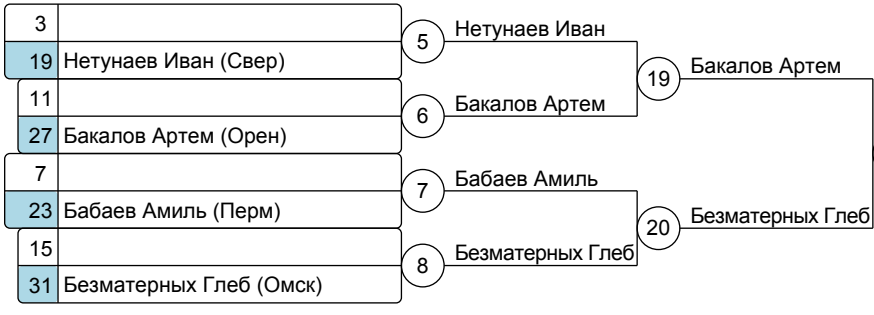 3
19 Нетунаев Иван (Свер)
11
27 Бакалов Артем (Орен)
7
23 Бабаев Амиль (Перм)
15
31 Безматерных Глеб (Омск)
5
Нетунаев Иван
6
Бакалов Артем
7
Бабаев Амиль
8
Безматерных Глеб
19
Бакалов Артем
20
Безматерных Глеб